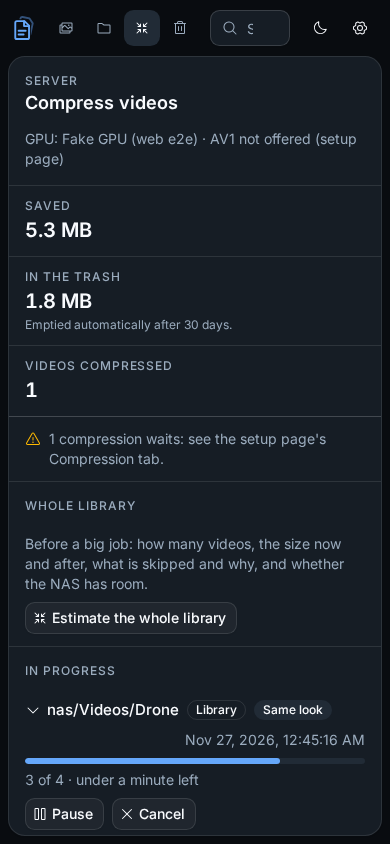 S
SERVER
Compress videos
GPU: Fake GPU (web e2e) · AV1 not offered (setup
page)
SAVED
5.3 MB
IN THE TRASH
1.8 MB
Emptied automatically after 30 days.
VIDEOS COMPRESSED
1
1 compression waits: see the setup page's
Compression tab.
WHOLE LIBRARY
Before a big job: how many videos, the size now
and after, what is skipped and why, and whether
the NAS has room.
Estimate the whole library
IN PROGRESS
nas/Videos/Drone Library Same look
Nov 27, 2026, 12:45:16 AM
3 of 4 · under a minute left
Pause Cancel